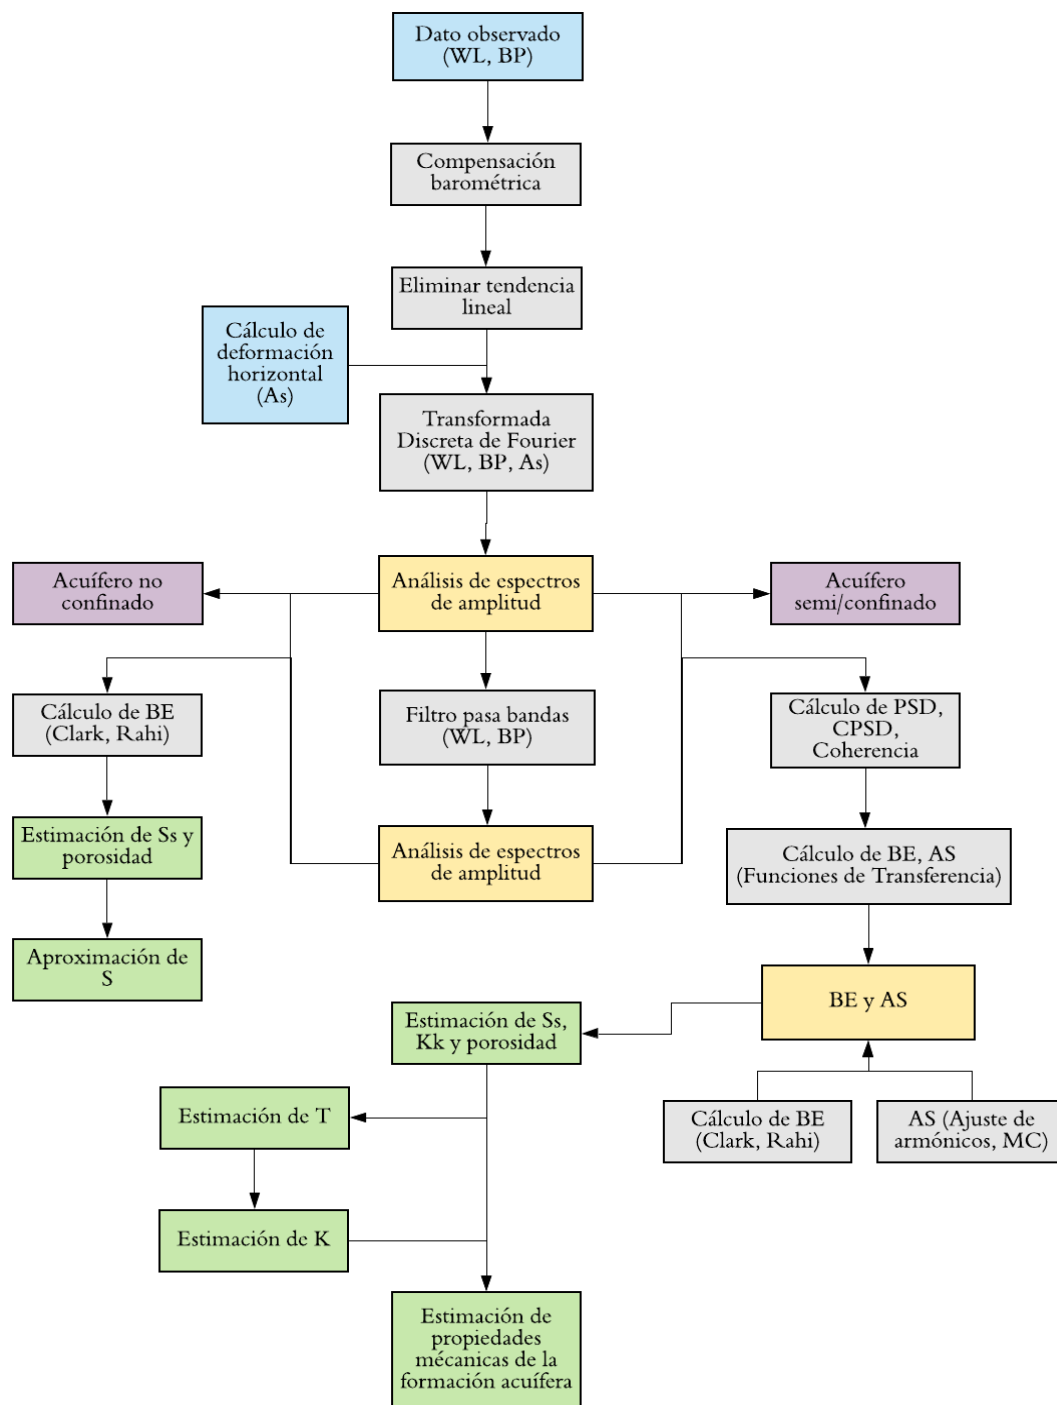 Dato observado
(WL, BP)
Compensación
barométrica
Eliminar tendencia
lineal
Cálculo de
deformación
horizontal
(As)
Transformada
Discreta de Fourier
(WL, BP, As)
Acuífero no
confinado
Análisis de espectros
de amplitud
Acuífero
semi/confinado
Cálculo de BE
(Clark, Rahi)
Filtro pasa bandas
(WL, BP)
Cálculo de PSD,
CPSD,
Coherencia
Estimación de Ss y
porosidad
Análisis de espectros
de amplitud
Cálculo de BE, AS
(Funciones de Transferencia)
Aproximación de
S
BE y AS
Estimación de Ss,
Kk y porosidad
Cálculo de BE
(Clark, Rahi)
AS (Ajuste de
armónicos, MC)
Estimación de T
Estimación de K
Estimación de
propiedades
mécanicas de la
formación acuífera